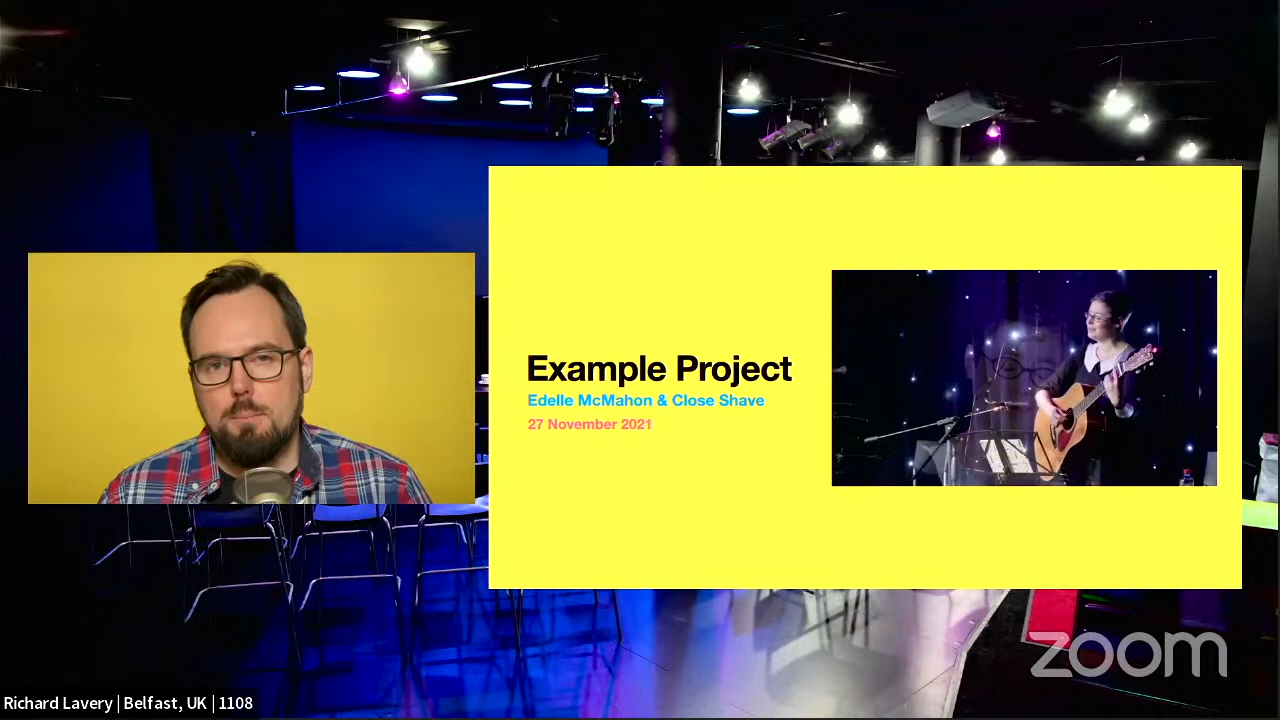 Example Project
Edelle McMahon & Close Shave
27 November 2021
zoom
Richard Lavery | Belfast, UK | 1108